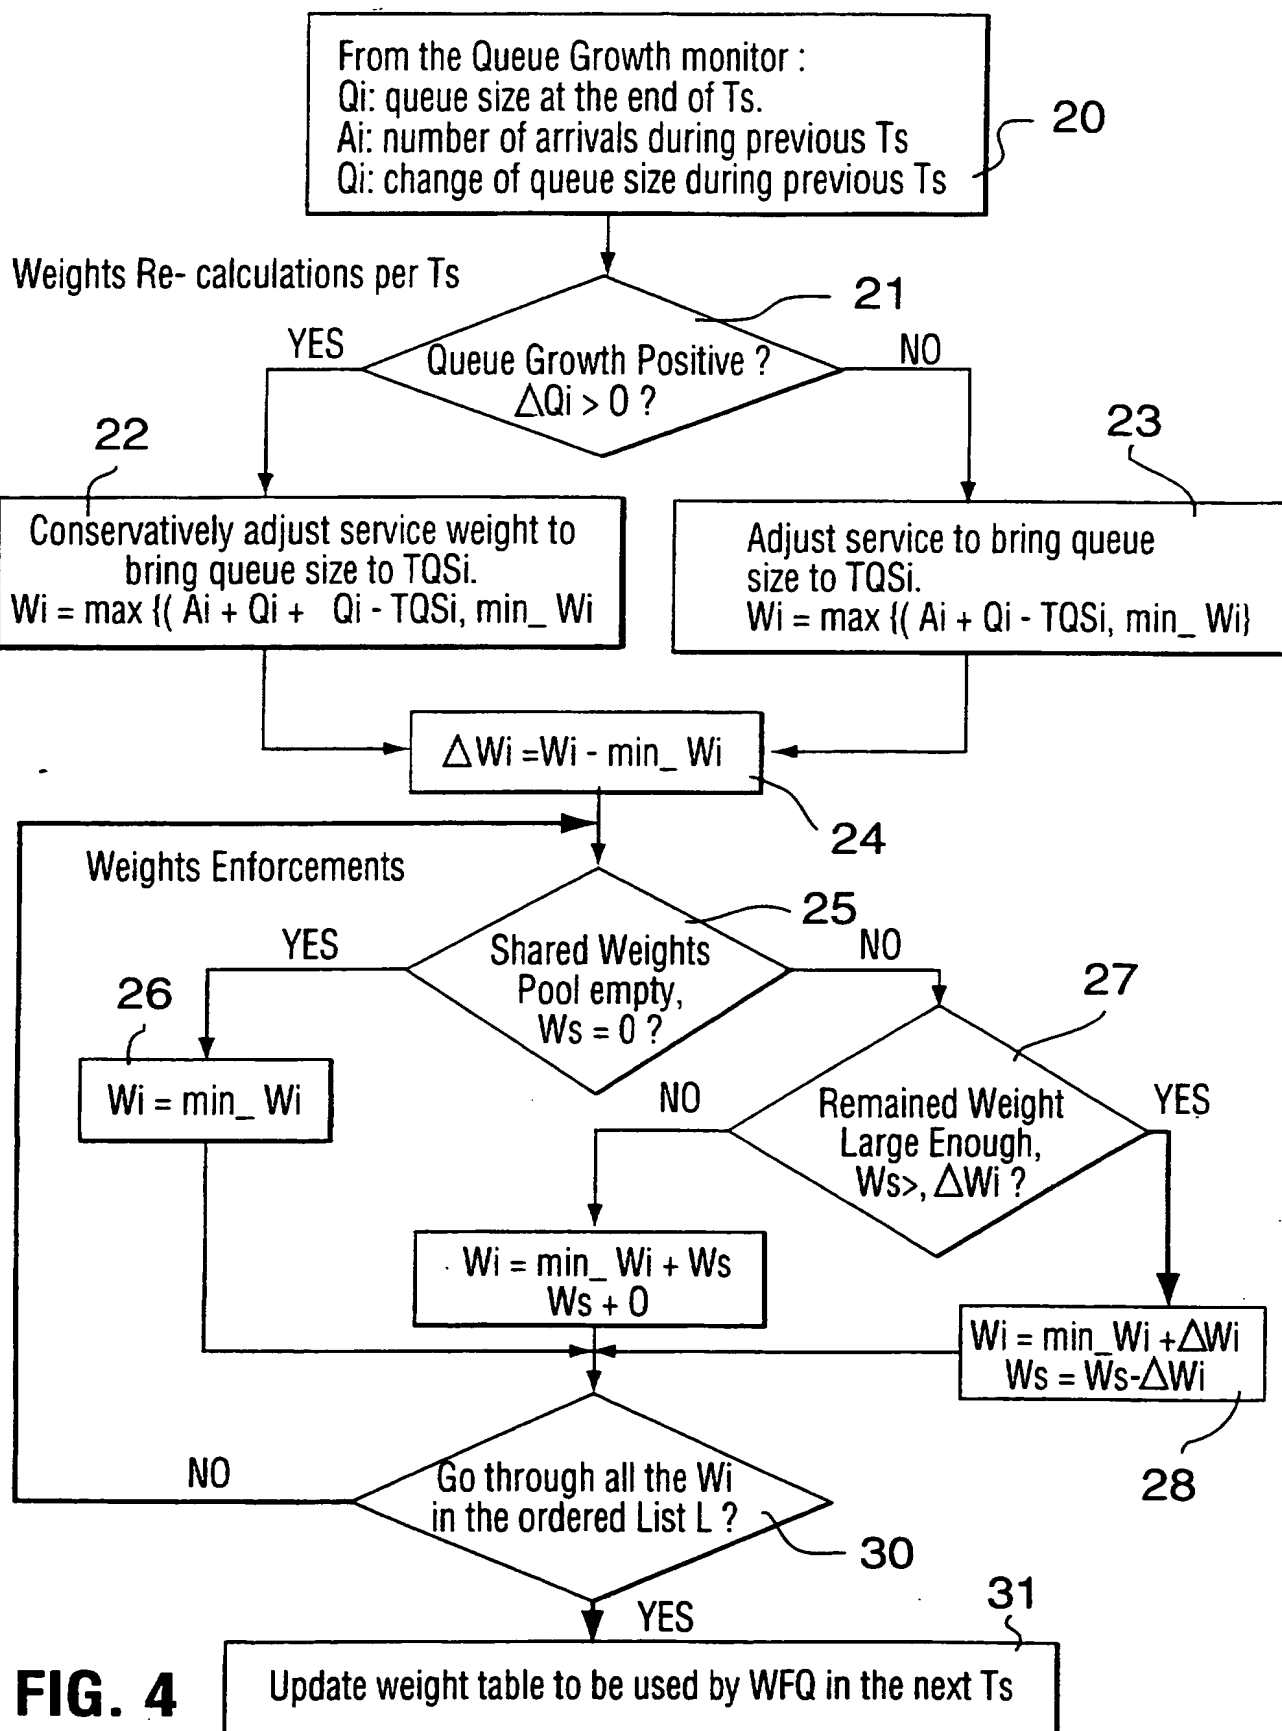 From the Queue Growth monitor :
Qi: queue size at the end of Ts.
Ai: number of arrivals during previous Ts
Qi: change of queue size during previous Ts
20
Weights Re- calculations per Ts
21
YES
Queue Growth Positive ?
△Qi > 0 ?
NO
22
Conservatively adjust service weight to
bring queue size to TQSi.
Wi = max {( Ai + Qi + Qi - TQSi, min_ Wi
23
Adjust service to bring queue
size to TQSi.
Wi = max {( Ai + Qi - TQSi, min_ Wi}
△Wi =Wi - min_ Wi
24
Weights Enforcements
25
YES
Shared Weights
Pool empty,
Ws = 0 ?
NO
26
Wi = min_ Wi
27
NO
Remained Weight
Large Enough,
Ws>, △Wi ?
YES
Wi = min_ Wi + Ws
Ws + 0
Wi = min_Wi +△Wi
Ws = Ws-△Wi
28
NO
Go through all the Wi
in the ordered List L ?
30
YES
31
Update weight table to be used by WFQ in the next Ts
FIG. 4